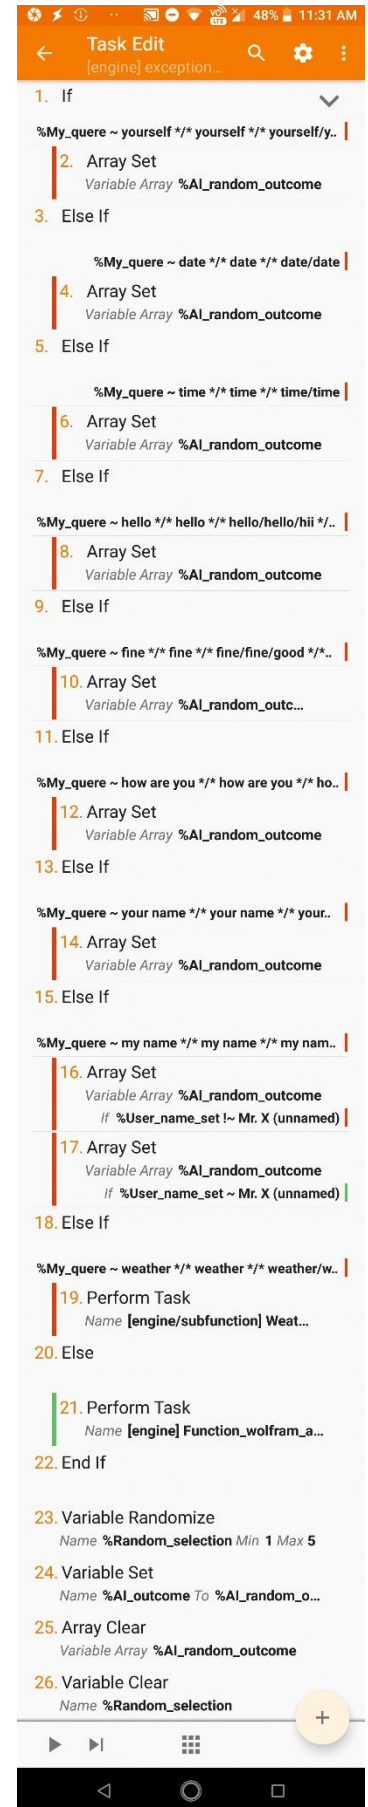 48% 11:31 AM
Task Edit
[engine] exception...
1. If
%My_quere ~ yourself */* yourself */* yourself/y..
2. Array Set
Variable Array %AI_random_outcome
3. Else If
%My_quere ~ date */* date */* date/date
4. Array Set
Variable Array %AI_random_outcome
5. Else If
%My_quere ~ time */* time */* time/time
6. Array Set
Variable Array %AI_random_outcome
7. Else If
%My_quere ~ hello */* hello */* hello/hello/hii */..
8. Array Set
Variable Array %AI_random_outcome
9. Else If
%My_quere ~ fine */* fine */* fine/fine/good */*..
10. Array Set
Variable Array %AI_random_outc...
11. Else If
%My_quere ~ how are you */* how are you */* ho..
12. Array Set
Variable Array %AI_random_outcome
13. Else If
%My_quere ~ your name */* your name */* your..
14. Array Set
Variable Array %AI_random_outcome
15. Else If
%My_quere ~ my name */* my name */* my nam..
16. Array Set
Variable Array %AI_random_outcome
If %User_name_set !~ Mr. X (unnamed)
17. Array Set
Variable Array %AI_random_outcome
If %User_name_set ~ Mr. X (unnamed)
18. Else If
%My_quere ~ weather */* weather */* weather/w..
19. Perform Task
Name [engine/subfunction] Weat...
20. Else
21. Perform Task
Name [engine] Function_wolfram_a...
22. End If
23. Variable Randomize
Name %Random_selection Min 1 Max 5
24. Variable Set
Name %AI_outcome To %AI_random_o...
25. Array Clear
Variable Array %AI_random_outcome
26. Variable Clear
Name %Random_selection